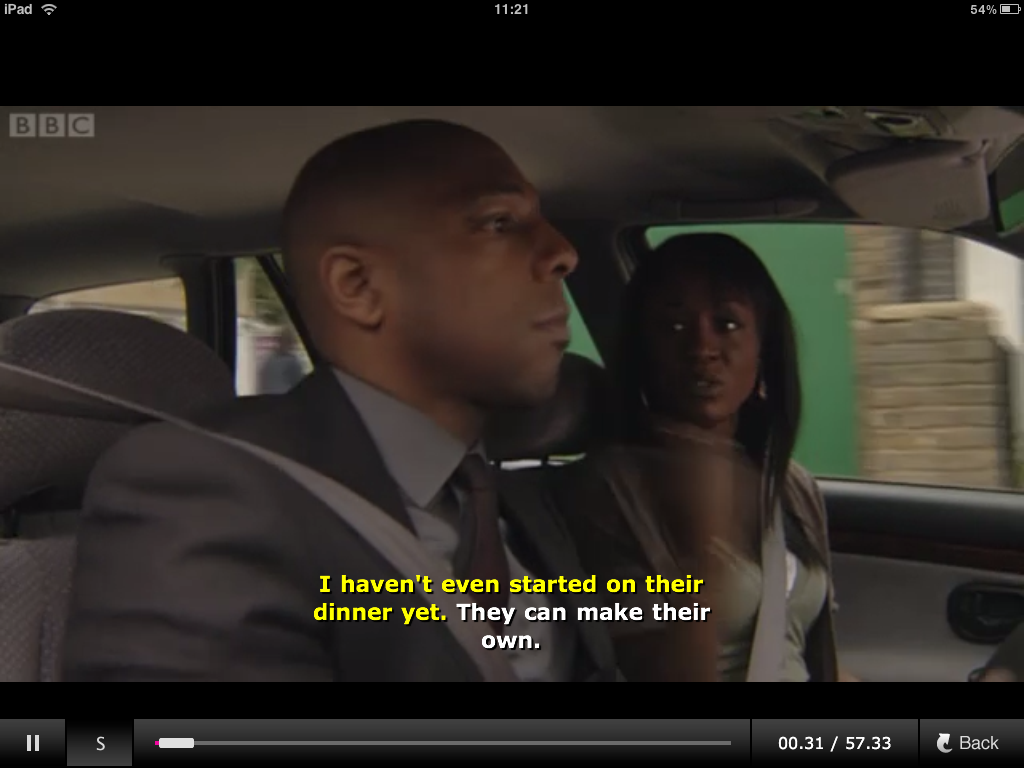 iPad 11:21 54%
BBC
I haven't even started on their
dinner yet. They can make their
own.
S 00.31 / 57.33 Back